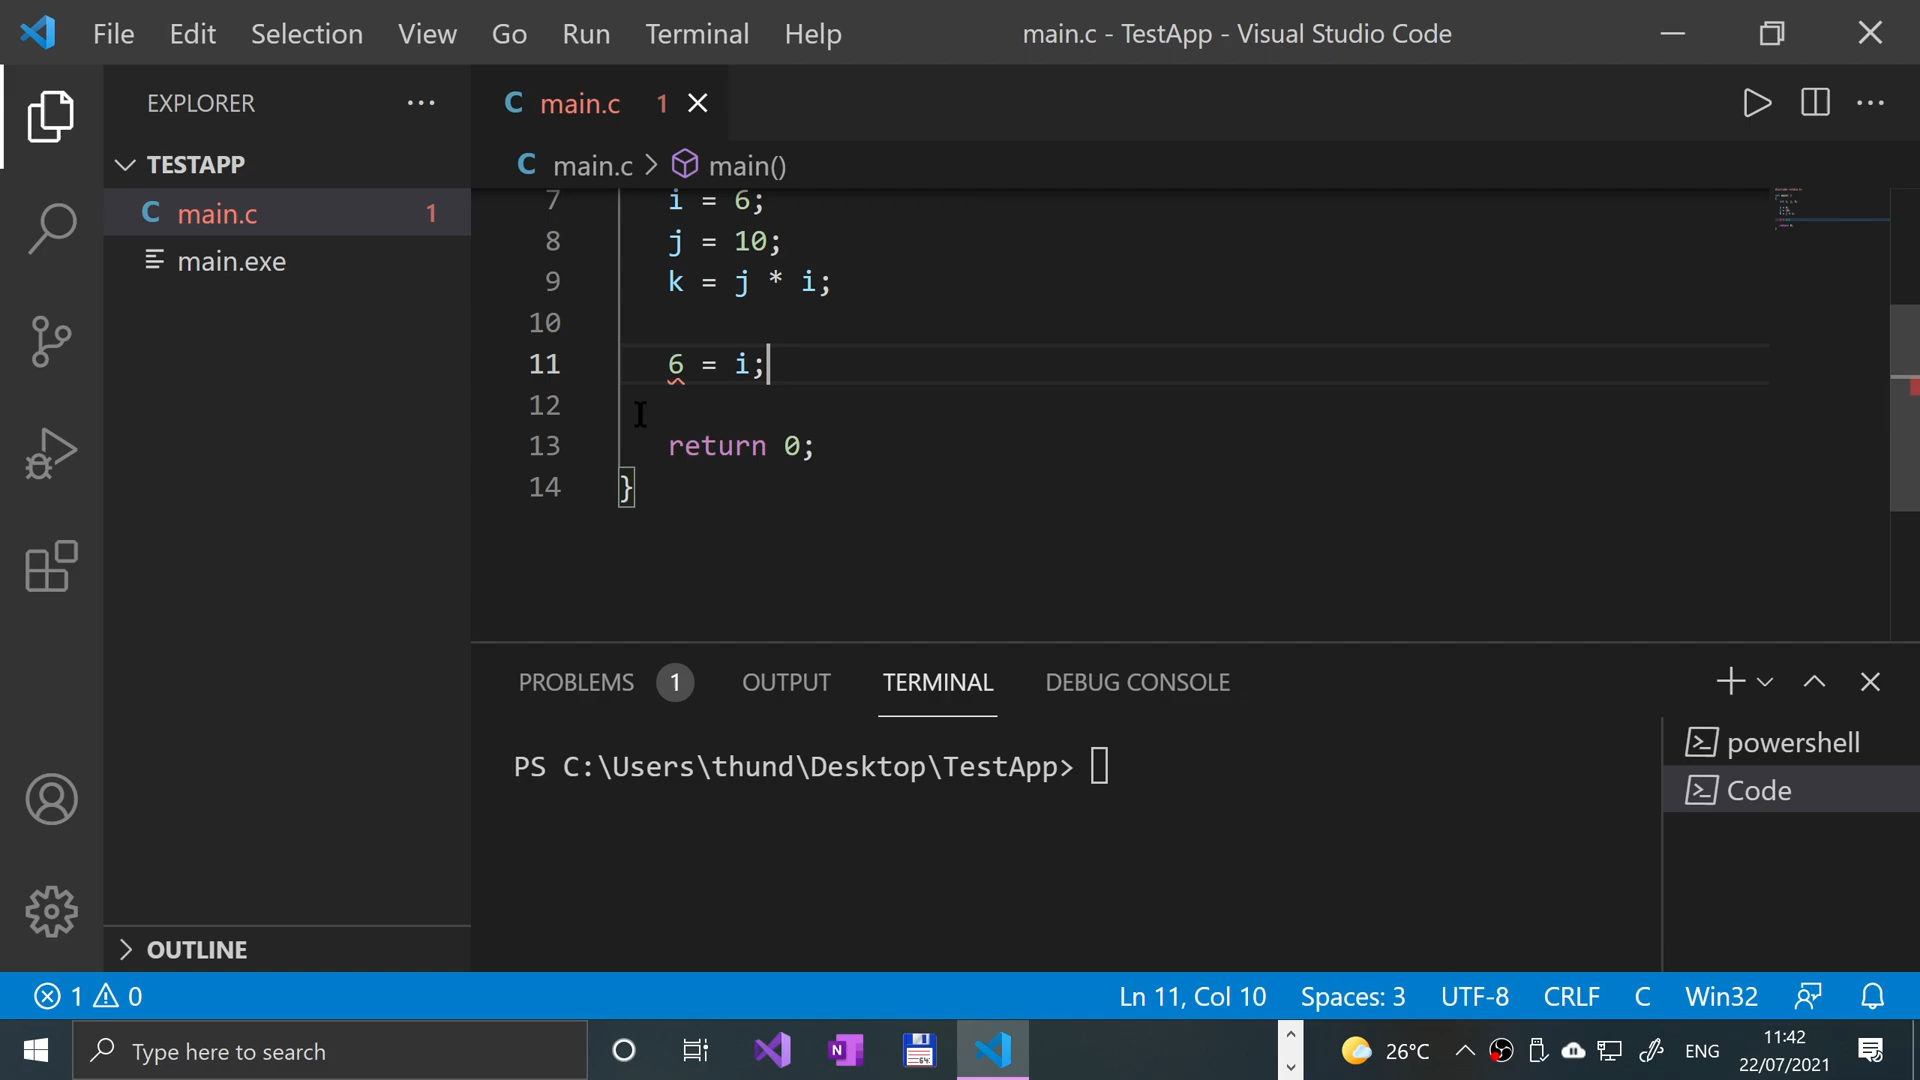 File Edit Selection View Go Run Terminal Help main.c - TestApp - Visual Studio Code
EXPLORER
TESTAPP
C main.c 1
main.exe
OUTLINE
C main.c 1
C main.c > main()
7 i = 6;
8 j = 10;
9 k = j * i;
10
11 6 = i;
12
13 return 0;
14 }
PROBLEMS 1 OUTPUT TERMINAL DEBUG CONSOLE
PS C:\Users\thund\Desktop\TestApp>
powershell
Code
1 0 Ln 11, Col 10 Spaces: 3 UTF-8 CRLF C Win32
Type here to search
N
64
26°C
ENG
11:42
22/07/2021